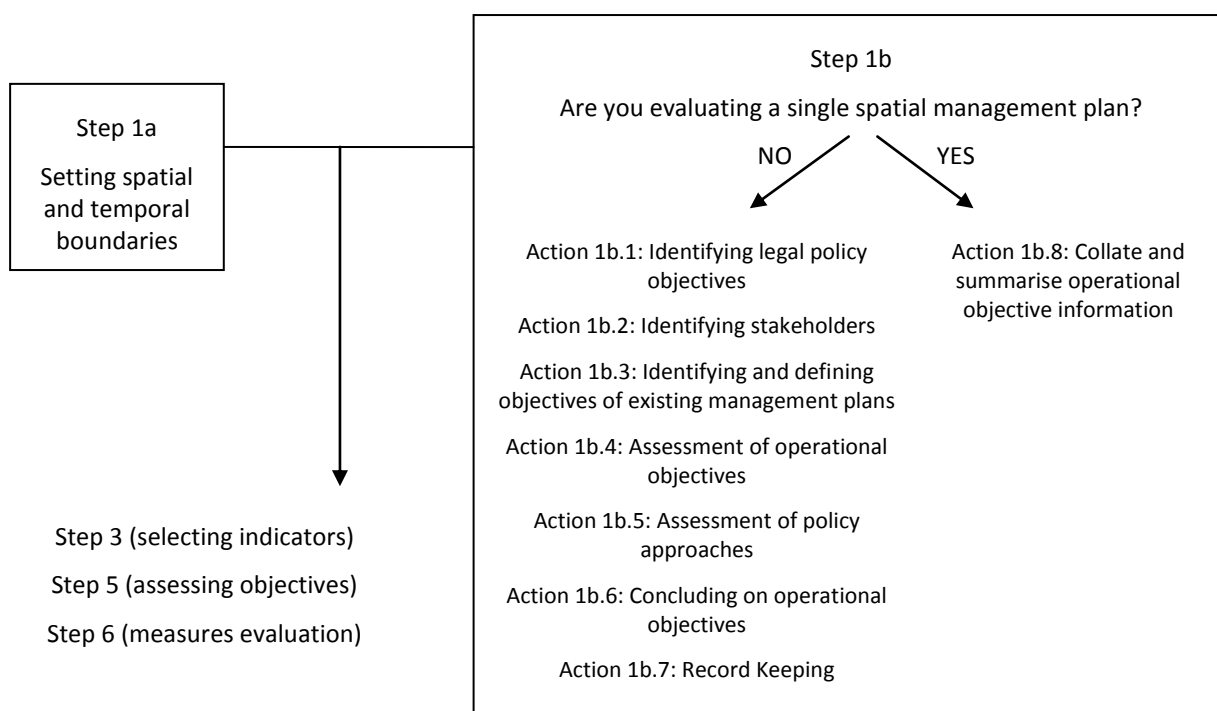 Step 1a
Setting spatial
and temporal
boundaries
Step 1b
Are you evaluating a single spatial management plan?
NO
YES
Action 1b.1: Identifying legal policy
objectives
Action 1b.2: Identifying stakeholders
Action 1b.3: Identifying and defining
objectives of existing management plans
Action 1b.4: Assessment of operational
objectives
Action 1b.5: Assessment of policy
approaches
Action 1b.6: Concluding on operational
objectives
Action 1b.7: Record Keeping
Action 1b.8: Collate and
summarise operational
objective information
Step 3 (selecting indicators)
Step 5 (assessing objectives)
Step 6 (measures evaluation)